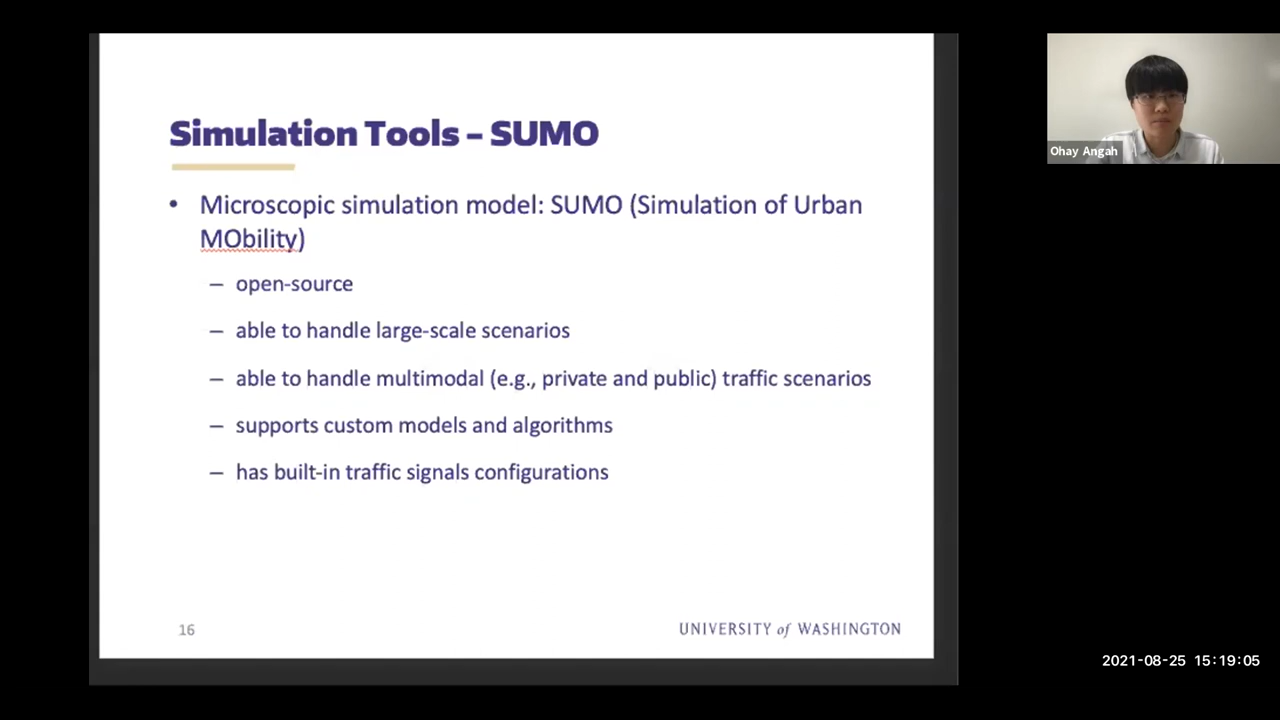 Simulation Tools – SUMO
• Microscopic simulation model: SUMO (Simulation of Urban
MObility)
– open-source
– able to handle large-scale scenarios
– able to handle multimodal (e.g., private and public) traffic scenarios
– supports custom models and algorithms
– has built-in traffic signals configurations
16
UNIVERSITY of WASHINGTON
Ohay Angah
2021-08-25 15:19:05